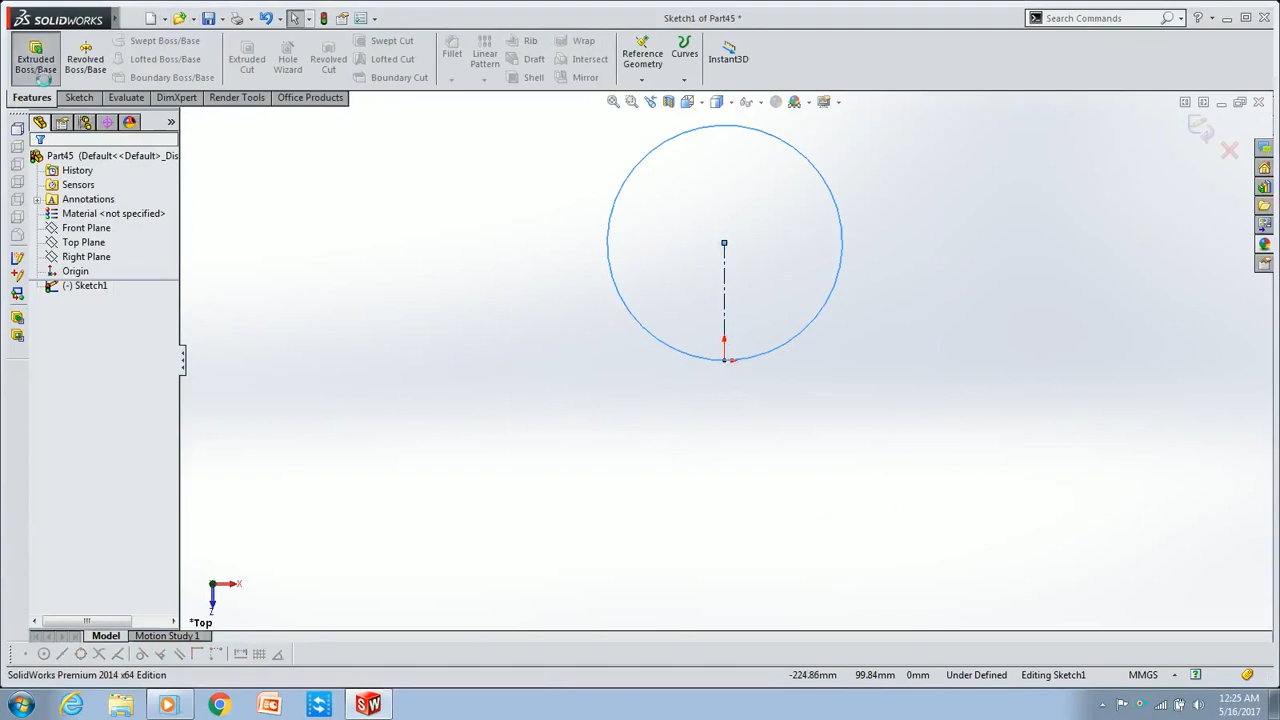 SOLIDWORKS
Sketch1 of Part45 *
Search Commands
Extruded Boss/Base
Revolved Boss/Base
Swept Boss/Base
Lofted Boss/Base
Boundary Boss/Base
Extruded Cut
Hole Wizard
Revolved Cut
Swept Cut
Lofted Cut
Boundary Cut
Fillet
Linear Pattern
Rib
Draft
Shell
Wrap
Intersect
Mirror
Reference Geometry
Curves
Instant3D
Features
Sketch
Evaluate
DimXpert
Render Tools
Office Products
Part45 (Default<<Default>_Dis
History
Sensors
A Annotations
Material <not specified>
Front Plane
Top Plane
Right Plane
Origin
(-) Sketch1
X
Z
*Top
Model
Motion Study 1
SolidWorks Premium 2014 x64 Edition
-224.86mm 99.84mm 0mm Under Defined Editing Sketch1 MMGS
12:25 AM
5/16/2017